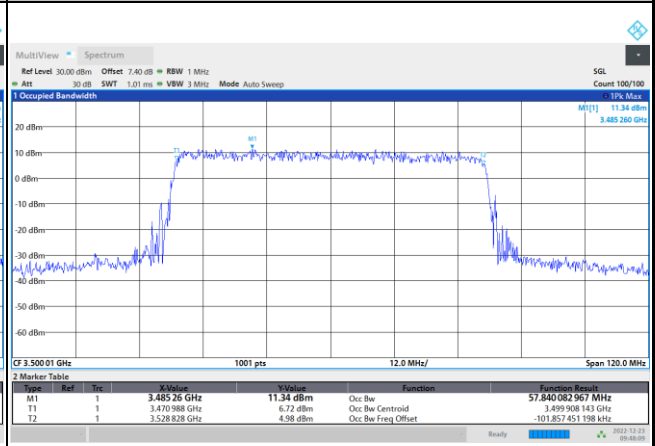 MultiView Spectrum
Ref Level 30.00 dBm Offset 7.40 dB RBW 1 MHz SGL
Att 30 dB SWT 1.01 ms VBW 3 MHz Mode Auto Sweep Count 100/100
1 Occupied Bandwidth 1Pk Max
M1[1] 11.34 dBm
3.485 260 GHz
20 dBm
M1
T1
T2
10 dBm
0 dBm
-10 dBm
-20 dBm
-30 dBm
-40 dBm
-50 dBm
-60 dBm
CF 3.500 01 GHz 1001 pts 12.0 MHz/ Span 120.0 MHz
2 Marker Table
Type Ref Trc X-Value Y-Value Function Function Result
M1 1 3.485 26 GHz 11.34 dBm Occ Bw 57.840 082 967 MHz
T1 1 3.470 988 GHz 6.72 dBm Occ Bw Centroid 3.499 908 143 GHz
T2 1 3.528 828 GHz 4.98 dBm Occ Bw Freq Offset -101.857 451 198 kHz
Ready 2022-12-23
09:48:09